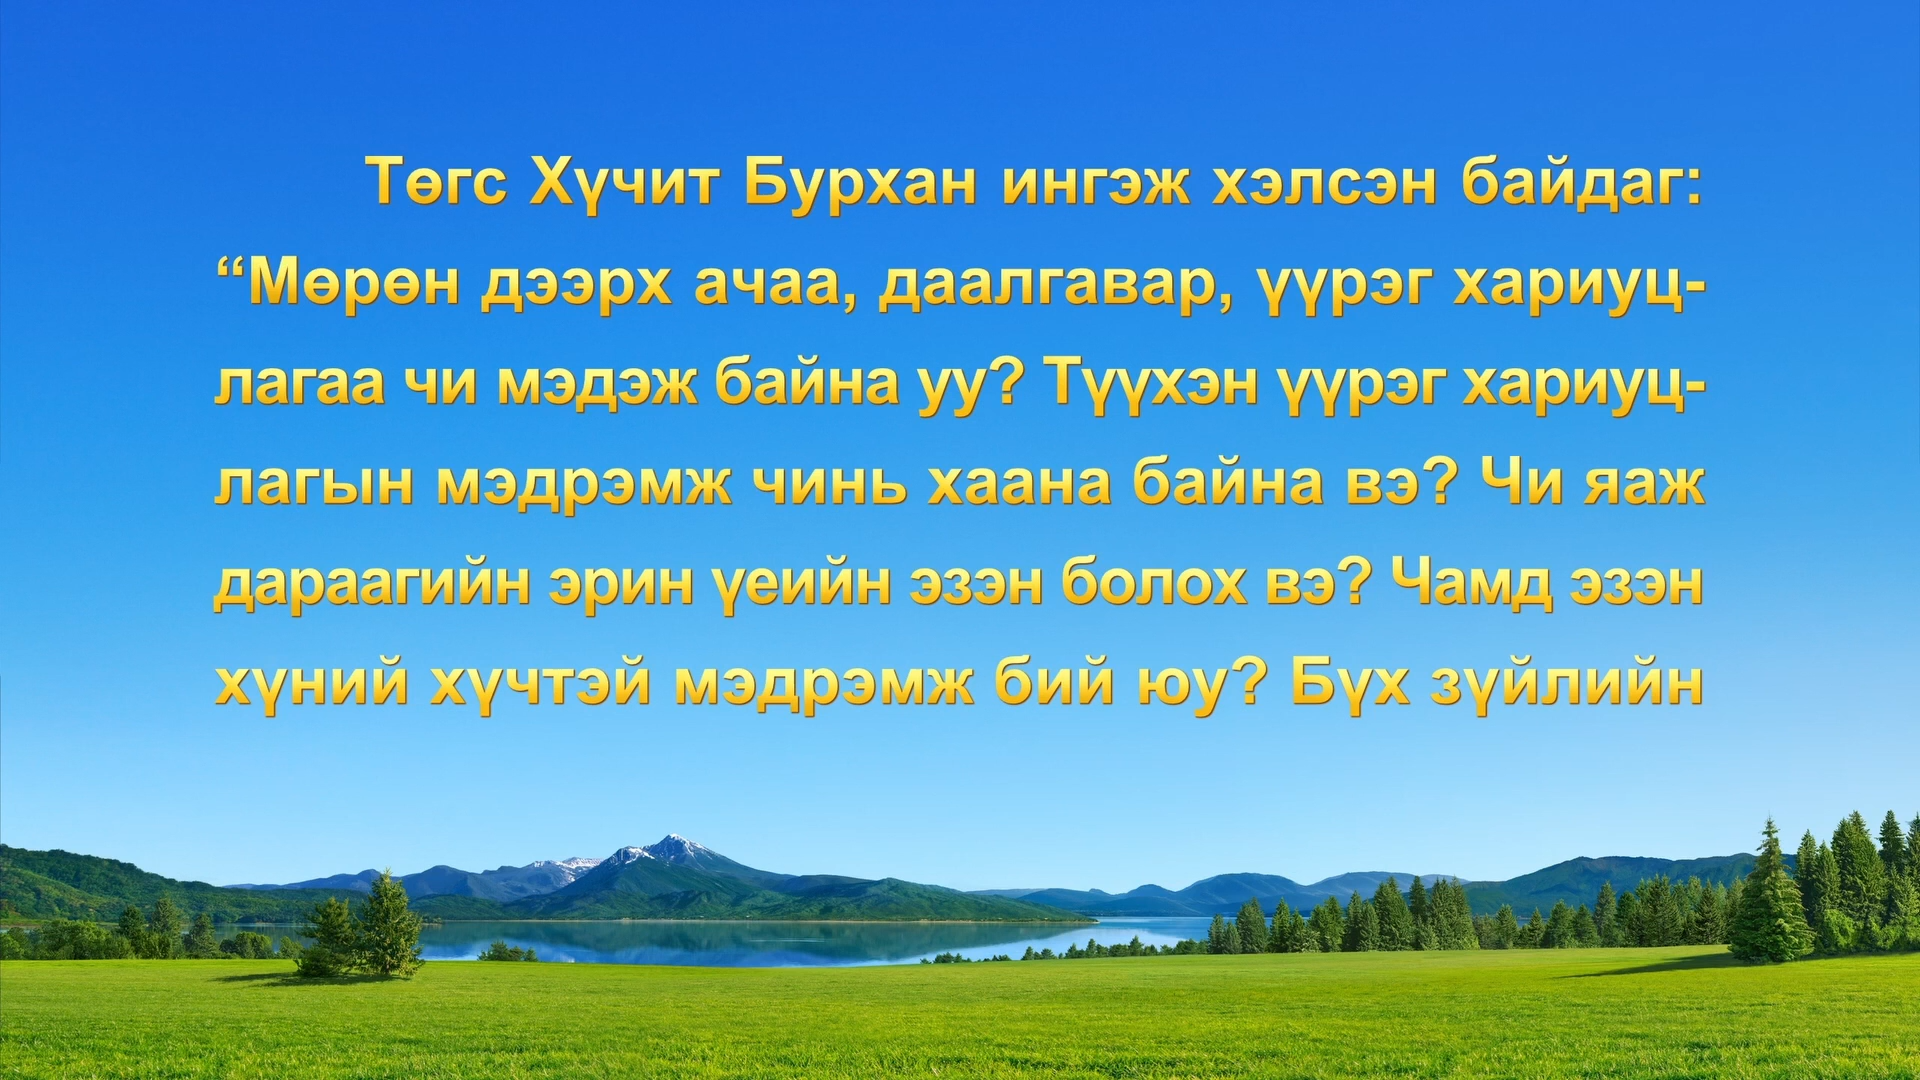 Төгс Хүчит Бурхан ингэж хэлсэн байдаг:
“Мөрөн дээрх ачаа, даалгавар, үүрэг хариуц-
лагаа чи мэдэж байна уу? Түүхэн үүрэг хариуц-
лагын мэдрэмж чинь хаана байна вэ? Чи яаж
дараагийн эрин үеийн эзэн болох вэ? Чамд эзэн
хүний хүчтэй мэдрэмж бий юу? Бүх зүйлийн